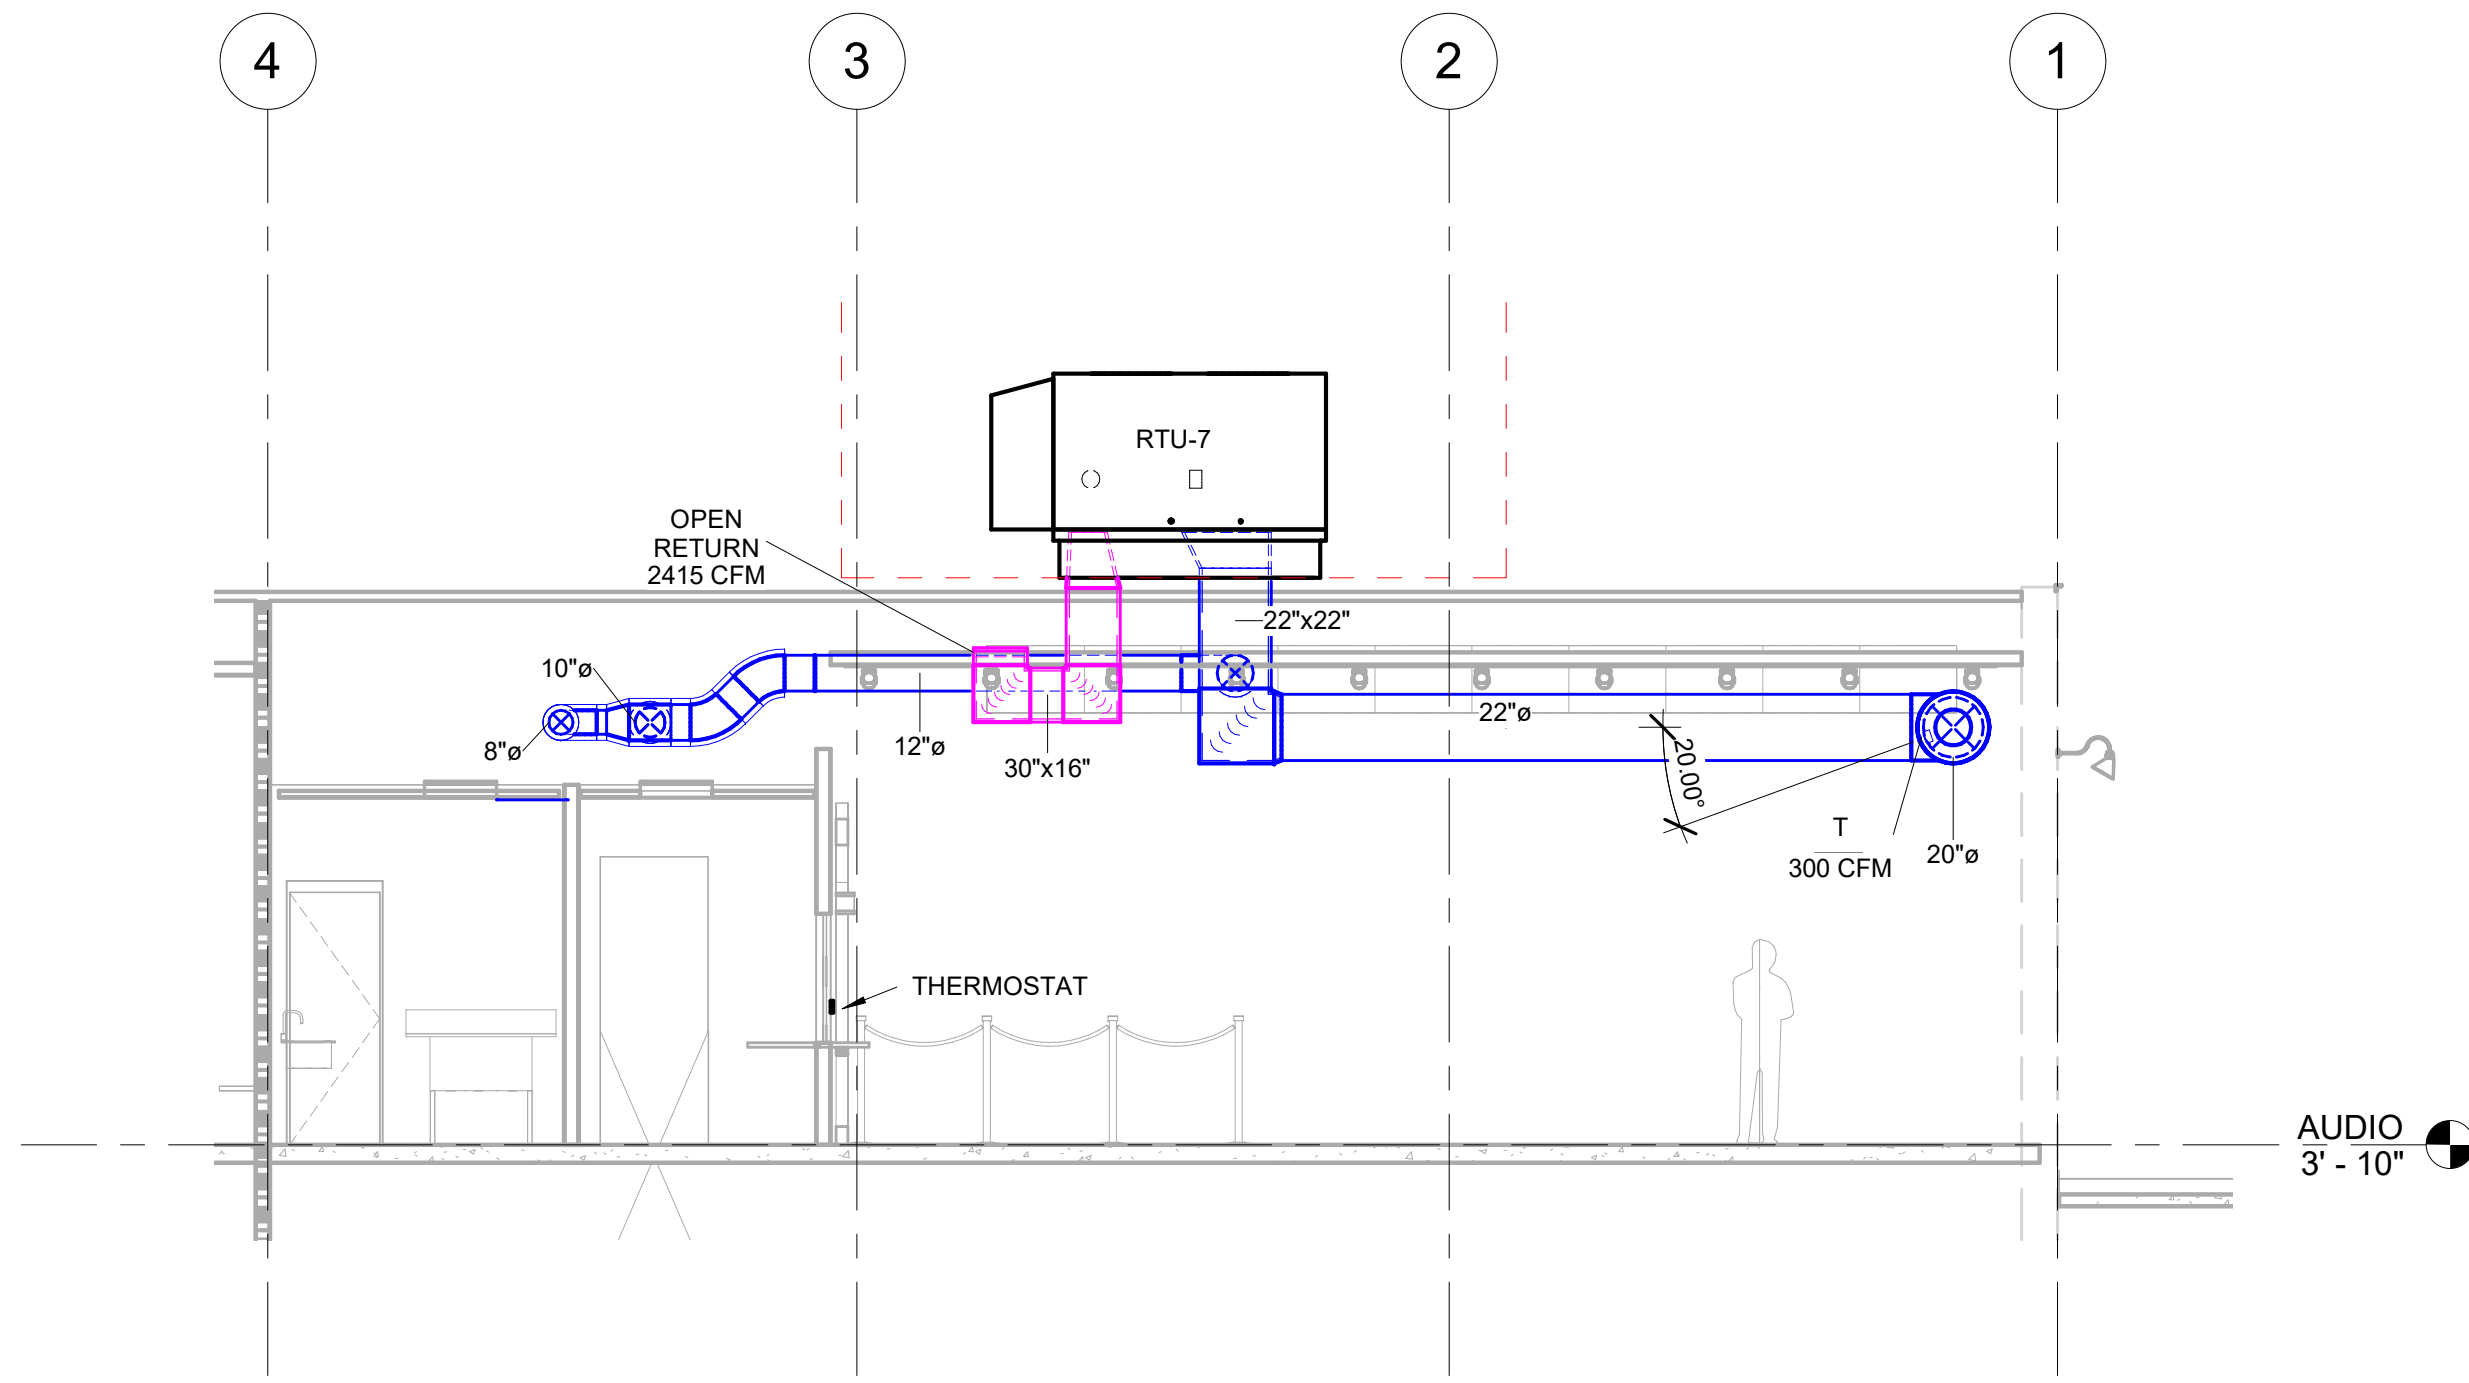 4
3
2
1
RTU-7
OPEN
RETURN
2415 CFM
22"x22"
10"ø
8"ø
12"ø
30"x16"
22"ø
20.00°
T
300 CFM
20"ø
THERMOSTAT
AUDIO
3' - 10"